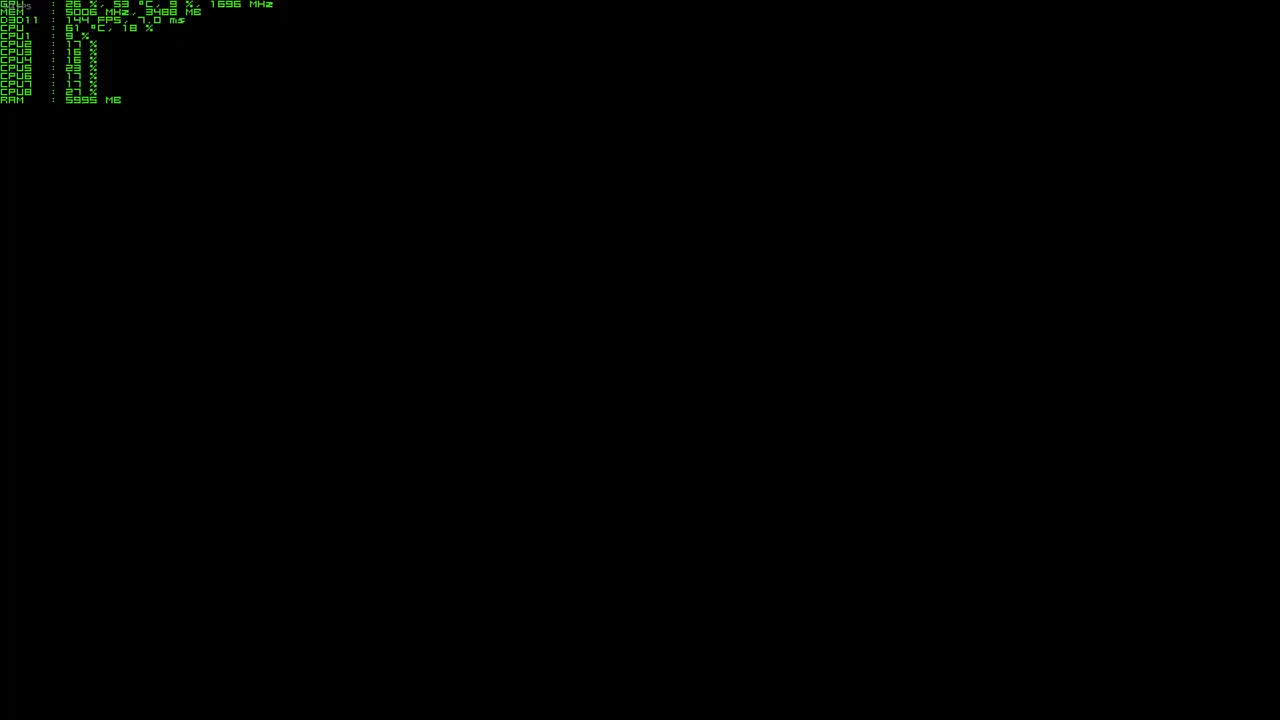 : 26 %, 53 °C, 9 %, 1696 MHz
MEM : 5006 MHz, 3488 MB
D3D11 : 144 FPS, 7.0 ms
CPU : 61 °C, 18 %
CPU1 : 9 %
CPU2 : 17 %
CPU3 : 16 %
CPU4 : 16 %
CPU5 : 23 %
CPU6 : 17 %
CPU7 : 17 %
CPU8 : 27 %
RAM : 5995 MB